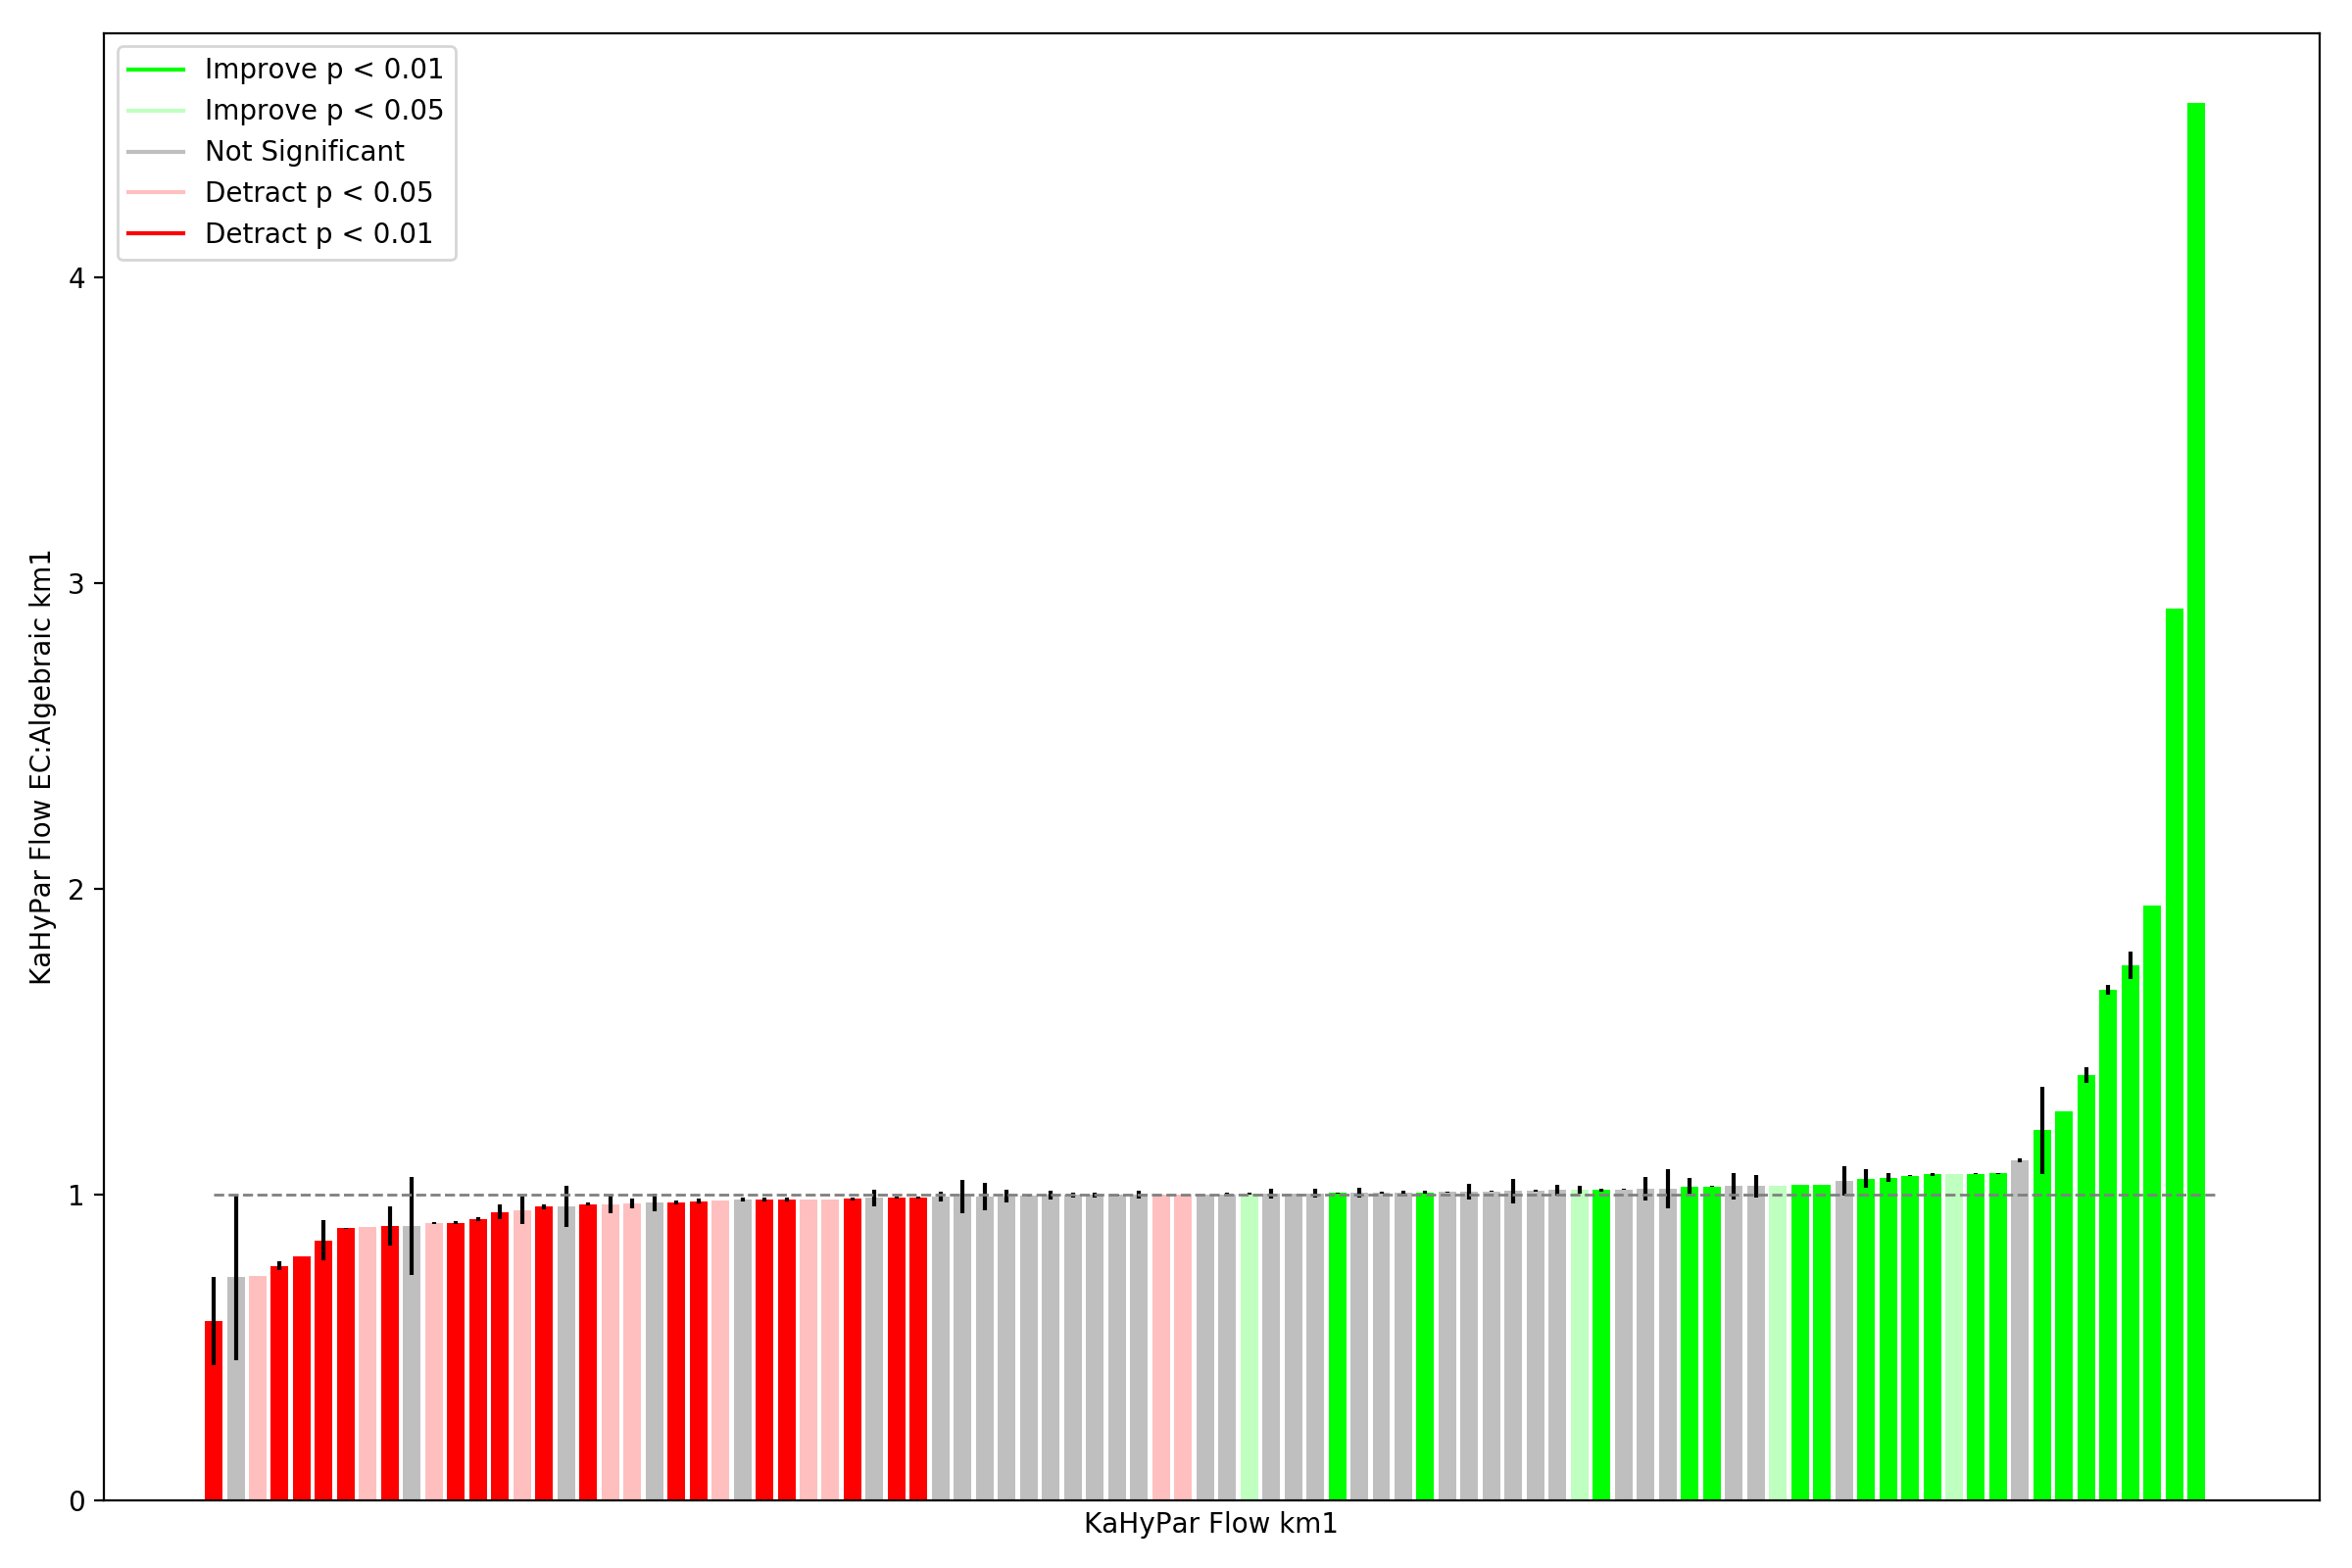 Improve p < 0.01
Improve p < 0.05
Not Significant
Detract p < 0.05
Detract p < 0.01
4
3
2
1
0
KaHyPar Flow EC:Algebraic km1
KaHyPar Flow km1